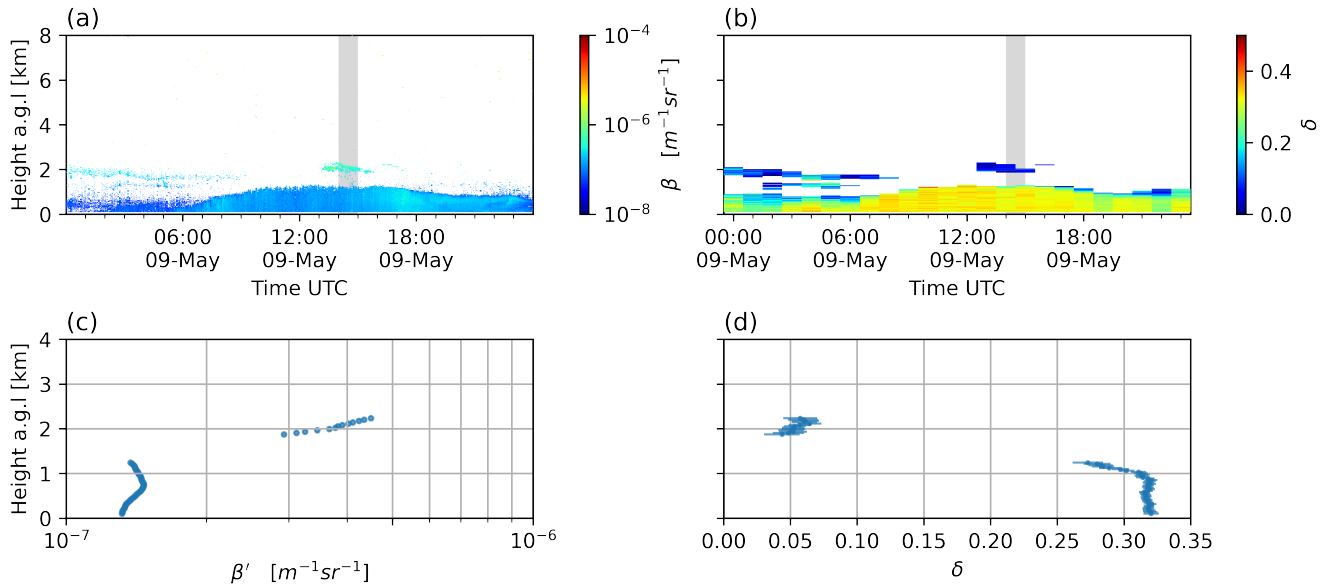 (a)
Height a.g.l [km]
8
6
4
2
0
06:00
09-May
12:00
09-May
18:00
09-May
Time UTC
10⁻⁴
10⁻⁶
10⁻⁸
β [m⁻¹sr⁻¹]
(b)
00:00
09-May
06:00
09-May
12:00
09-May
18:00
09-May
Time UTC
0.4
0.2
0.0
δ
(c)
Height a.g.l [km]
4
3
2
1
0
10⁻⁷
10⁻⁶
β′ [m⁻¹sr⁻¹]
(d)
0.00
0.05
0.10
0.15
0.20
0.25
0.30
0.35
δ